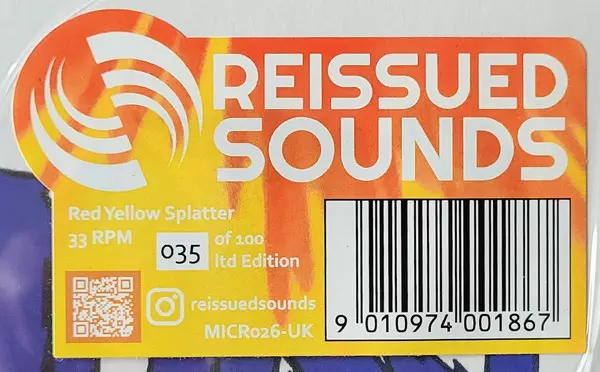 REISSUED
SOUNDS
Red Yellow Splatter
33 RPM
035
of 100
ltd Edition
reissuedsounds
MICR026-UK
9 010974 001867